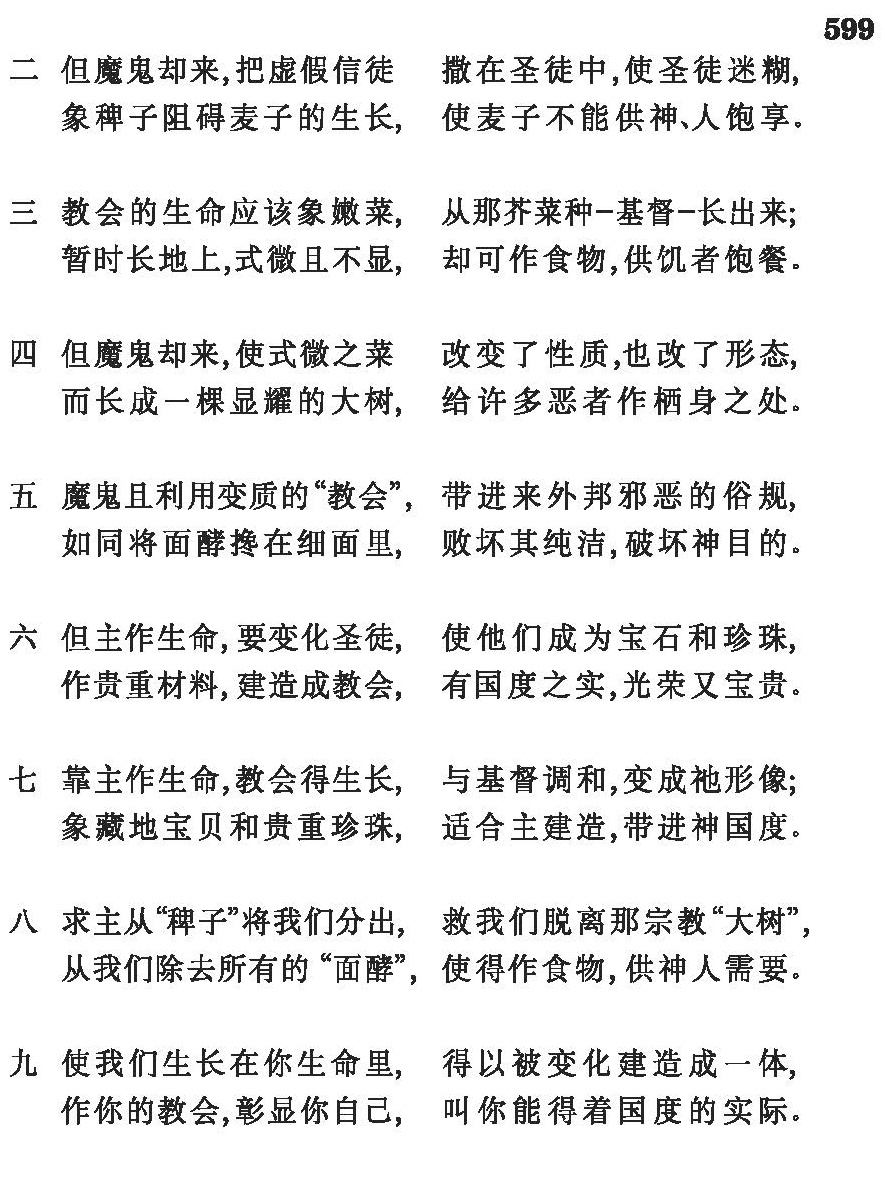 599
二 但魔鬼却来,把虚假信徒 撒在圣徒中,使圣徒迷糊,
象稗子阻碍麦子的生长, 使麦子不能供神、人饱享。
三 教会的生命应该象嫩菜, 从那芥菜种–基督–长出来;
暂时长地上,式微且不显, 却可作食物,供饥者饱餐。
四 但魔鬼却来,使式微之菜 改变了性质,也改了形态,
而长成一棵显耀的大树, 给许多恶者作栖身之处。
五 魔鬼且利用变质的“教会”, 带进来外邦邪恶的俗规,
如同将面酵搀在细面里, 败坏其纯洁,破坏神目的。
六 但主作生命,要变化圣徒, 使他们成为宝石和珍珠,
作贵重材料,建造成教会, 有国度之实,光荣又宝贵。
七 靠主作生命,教会得生长, 与基督调和,变成祂形像;
象藏地宝贝和贵重珍珠, 适合主建造,带进神国度。
八 求主从“稗子”将我们分出, 救我们脱离那宗教“大树”,
从我们除去所有的“面酵”, 使得作食物,供神人需要。
九 使我们生长在你生命里, 得以被变化建造成一体,
作你的教会,彰显你自己, 叫你能得着国度的实际。